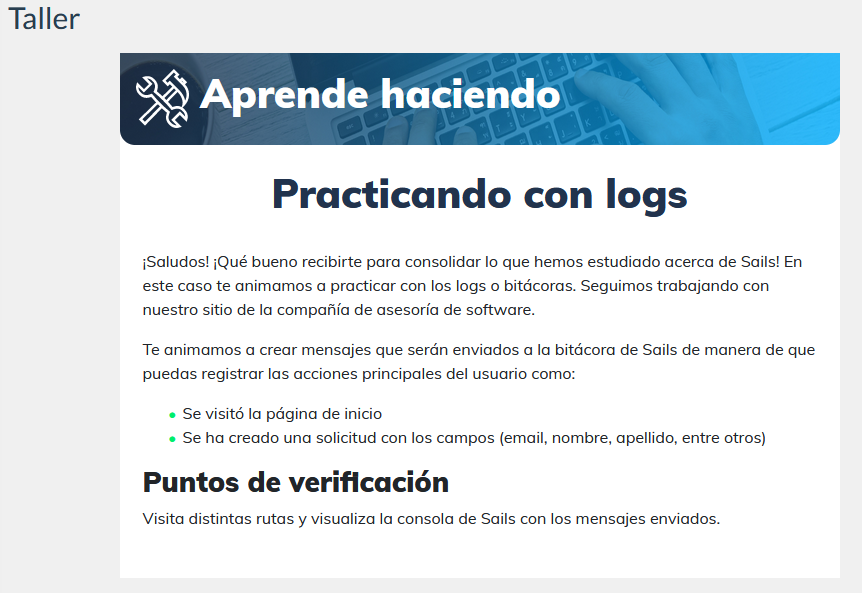 Taller
Aprende haciendo
Practicando con logs
¡Saludos! ¡Qué bueno recibirte para consolidar lo que hemos estudiado acerca de Sails! En
este caso te animamos a practicar con los logs o bitácoras. Seguimos trabajando con
nuestro sitio de la compañía de asesoría de software.
Te animamos a crear mensajes que serán enviados a la bitácora de Sails de manera de que
puedas registrar las acciones principales del usuario como:
Se visitó la página de inicio
Se ha creado una solicitud con los campos (email, nombre, apellido, entre otros)
Puntos de verificación
Visita distintas rutas y visualiza la consola de Sails con los mensajes enviados.